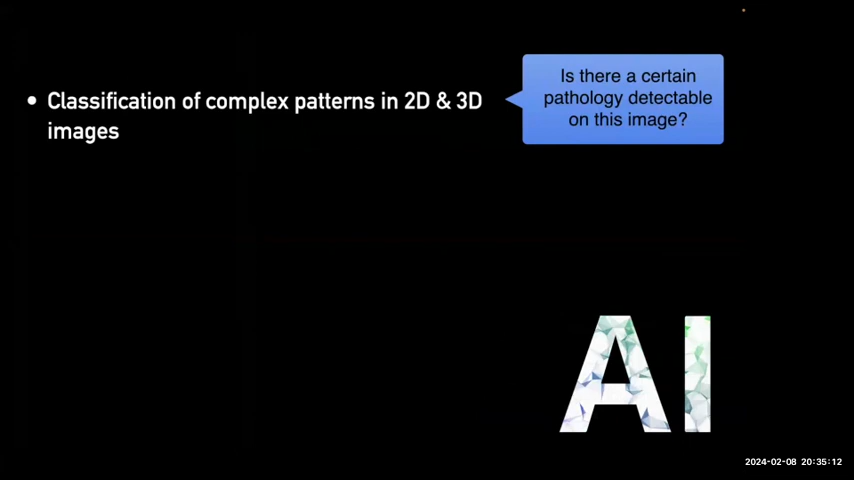 • Classification of complex patterns in 2D & 3D
images
Is there a certain
pathology detectable
on this image?
AI
2024-02-08 20:35:12